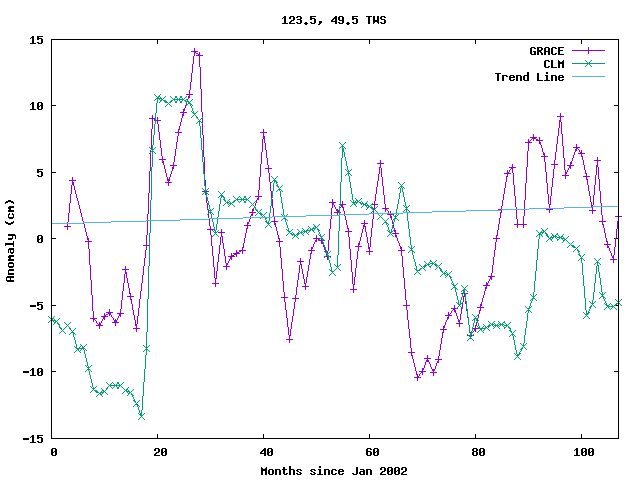 123.5, 49.5 TWS
GRACE
CLM
Trend Line
15
10
5
0
-5
-10
-15
Anomaly (cm)
0 20 40 60 80 100
Months since Jan 2002